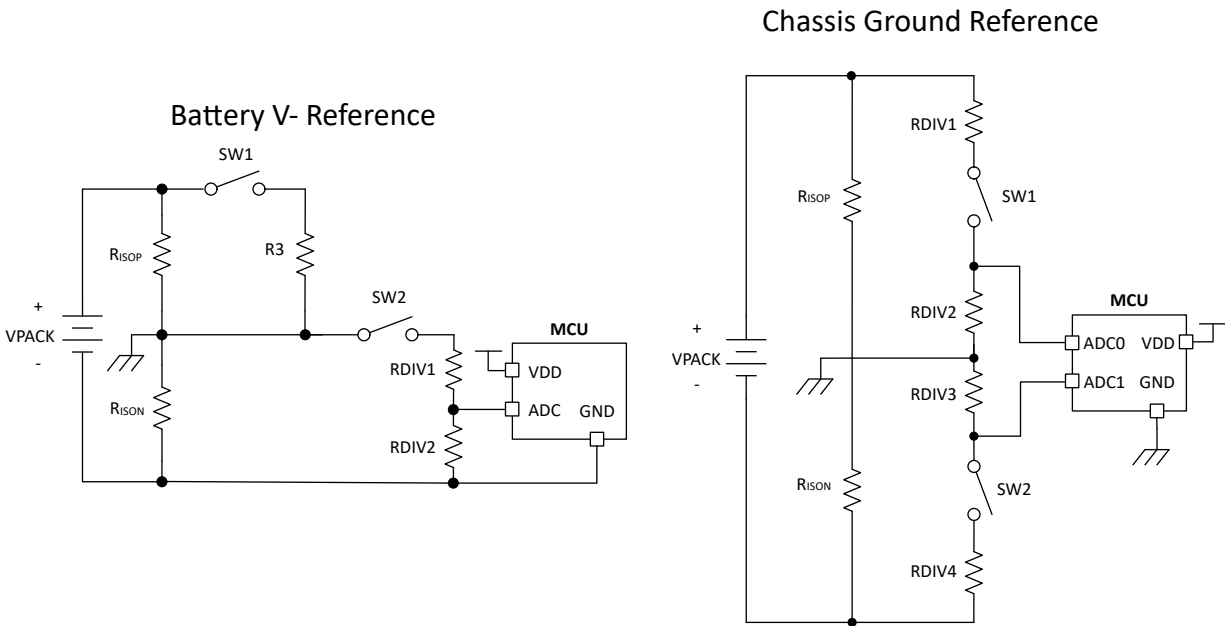 Chassis Ground Reference
Battery V- Reference
SW1
RISOP
R3
SW2
+
VPACK
-
RISON
RDIV1
RDIV2
MCU
VDD
ADC
GND
RDIV1
SW1
RISOP
RDIV2
+
VPACK
-
RDIV3
MCU
ADC0
VDD
ADC1
GND
RISON
SW2
RDIV4